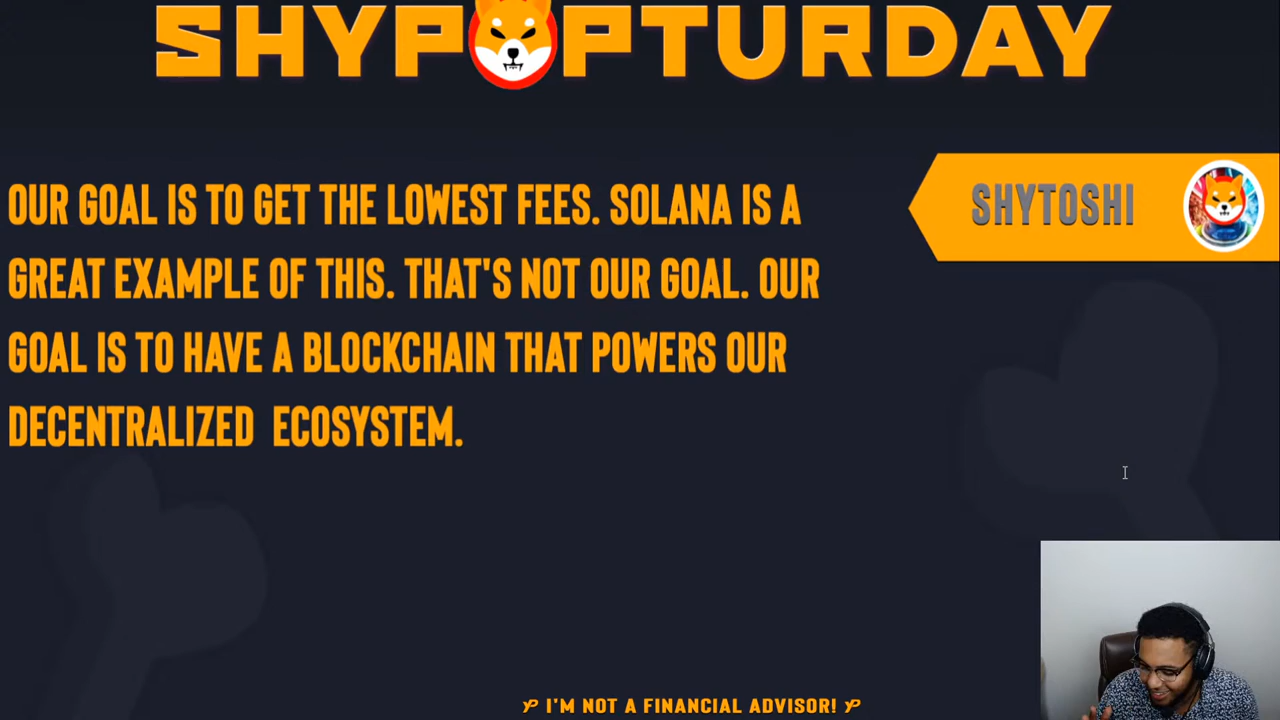 SHYPOPTURDAY
SHYTOSHI
OUR GOAL IS TO GET THE LOWEST FEES. SOLANA IS A
GREAT EXAMPLE OF THIS. THAT'S NOT OUR GOAL. OUR
GOAL IS TO HAVE A BLOCKCHAIN THAT POWERS OUR
DECENTRALIZED ECOSYSTEM.
I'M NOT A FINANCIAL ADVISOR!